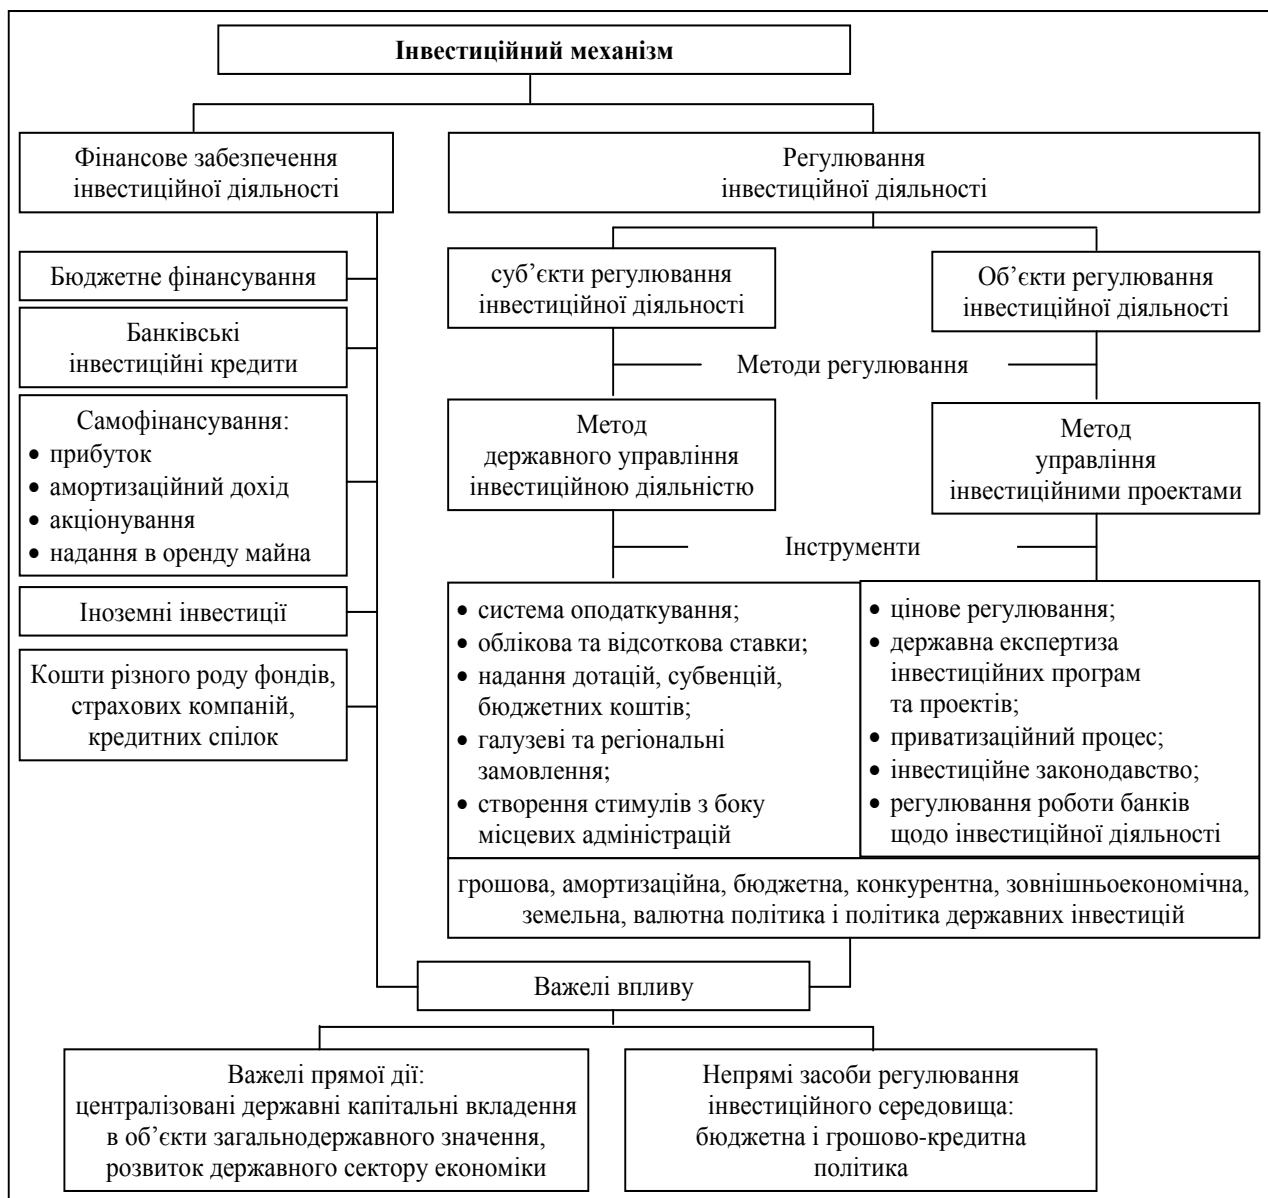 Інвестиційний механізм
Фінансове забезпечення
інвестиційної діяльності
Бюджетне фінансування
Банківські
інвестиційні кредити
Самофінансування:
• прибуток
• амортизаційний дохід
• акціонування
• надання в оренду майна
Іноземні інвестиції
Кошти різного роду фондів,
страхових компаній,
кредитних спілок
Регулювання
інвестиційної діяльності
суб’єкти регулювання
інвестиційної діяльності
Об’єкти регулювання
інвестиційної діяльності
Методи регулювання
Метод
державного управління
інвестиційною діяльністю
Метод
управління
інвестиційними проектами
Інструменти
• система оподаткування;
• облікова та відсоткова ставки;
• надання дотацій, субвенцій,
бюджетних коштів;
• галузеві та регіональні
замовлення;
• створення стимулів з боку
місцевих адміністрацій
• цінове регулювання;
• державна експертиза
інвестиційних програм
та проектів;
• приватизаційний процес;
• інвестиційне законодавство;
• регулювання роботи банків
щодо інвестиційної діяльності
грошова, амортизаційна, бюджетна, конкурентна, зовнішньоекономічна,
земельна, валютна політика і політика державних інвестицій
Важелі впливу
Важелі прямої дії:
централізовані державні капітальні вкладення
в об’єкти загальнодержавного значення,
розвиток державного сектору економіки
Непрямі засоби регулювання
інвестиційного середовища:
бюджетна і грошово-кредитна
політика